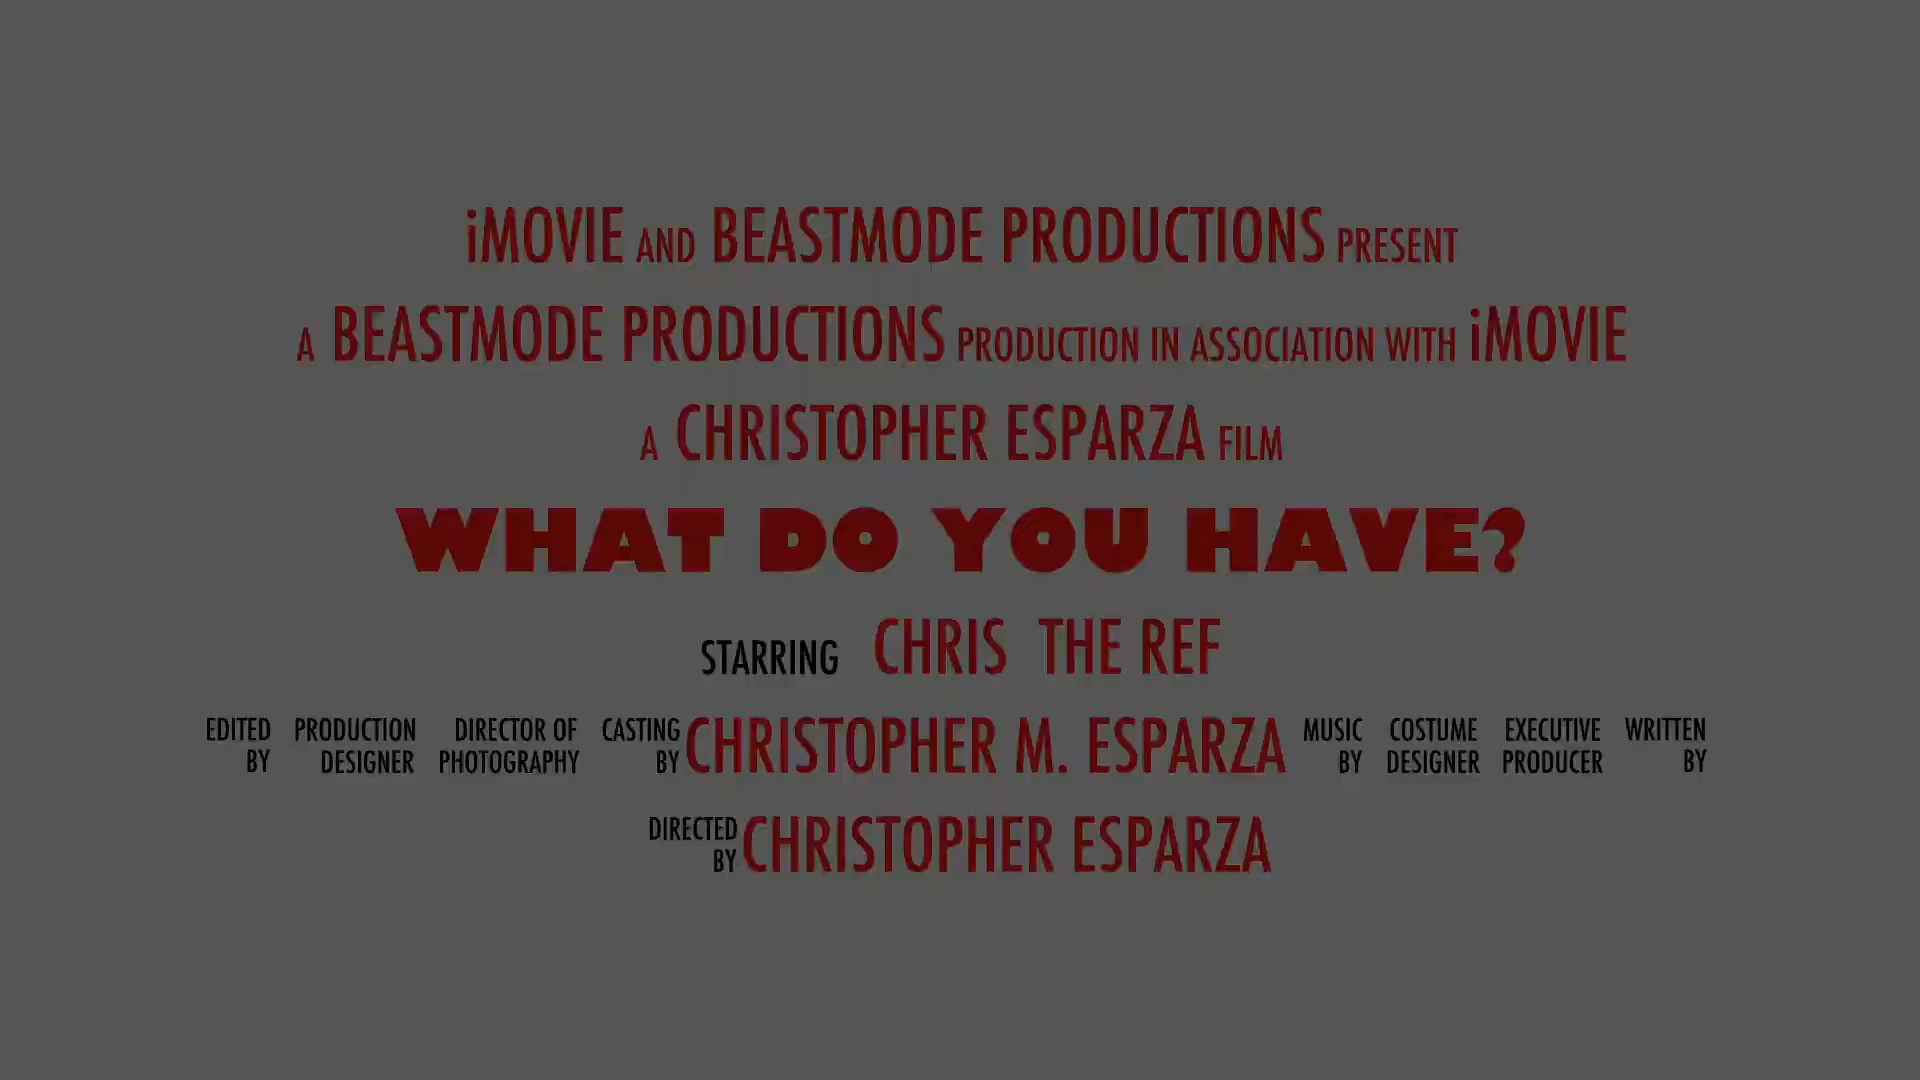 iMOVIE AND BEASTMODE PRODUCTIONS PRESENT
A BEASTMODE PRODUCTIONS PRODUCTION IN ASSOCIATION WITH iMOVIE
A CHRISTOPHER ESPARZA FILM
WHAT DO YOU HAVE?
STARRING CHRIS THE REF
EDITED BY PRODUCTION DESIGNER DIRECTOR OF PHOTOGRAPHY CASTING BY CHRISTOPHER M. ESPARZA MUSIC BY COSTUME DESIGNER EXECUTIVE PRODUCER WRITTEN BY
DIRECTED BY CHRISTOPHER ESPARZA